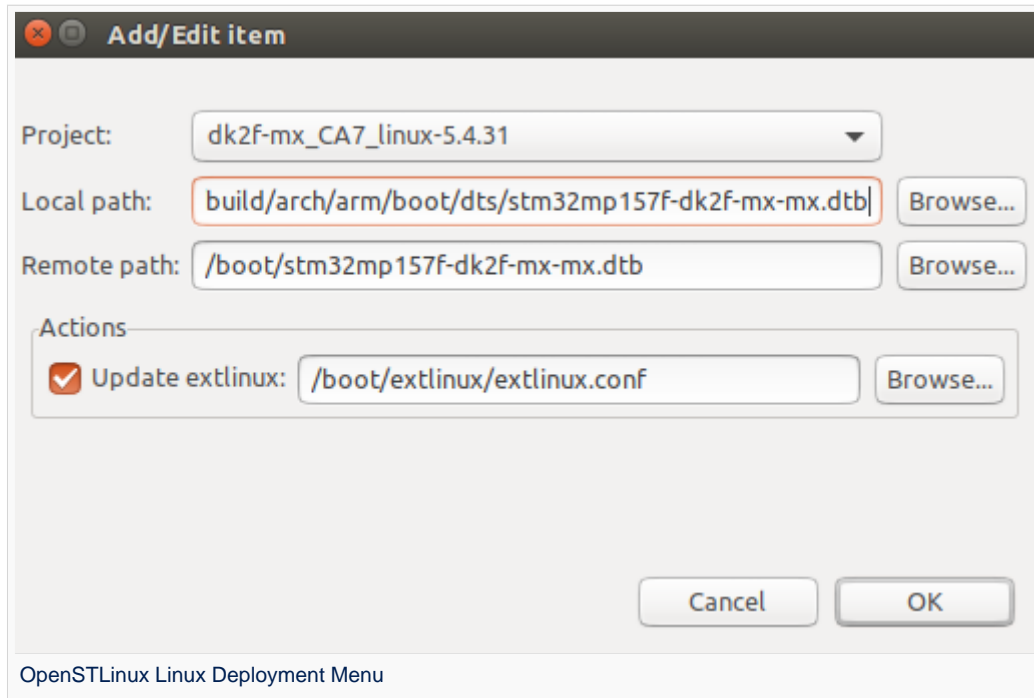 Add/Edit item
Project: dk2f-mx_CA7_linux-5.4.31
Local path: build/arch/arm/boot/dts/stm32mp157f-dk2f-mx-mx.dtb Browse...
Remote path: /boot/stm32mp157f-dk2f-mx-mx.dtb Browse...
Actions
Update extlinux: /boot/extlinux/extlinux.conf Browse...
Cancel OK
OpenSTLinux Linux Deployment Menu